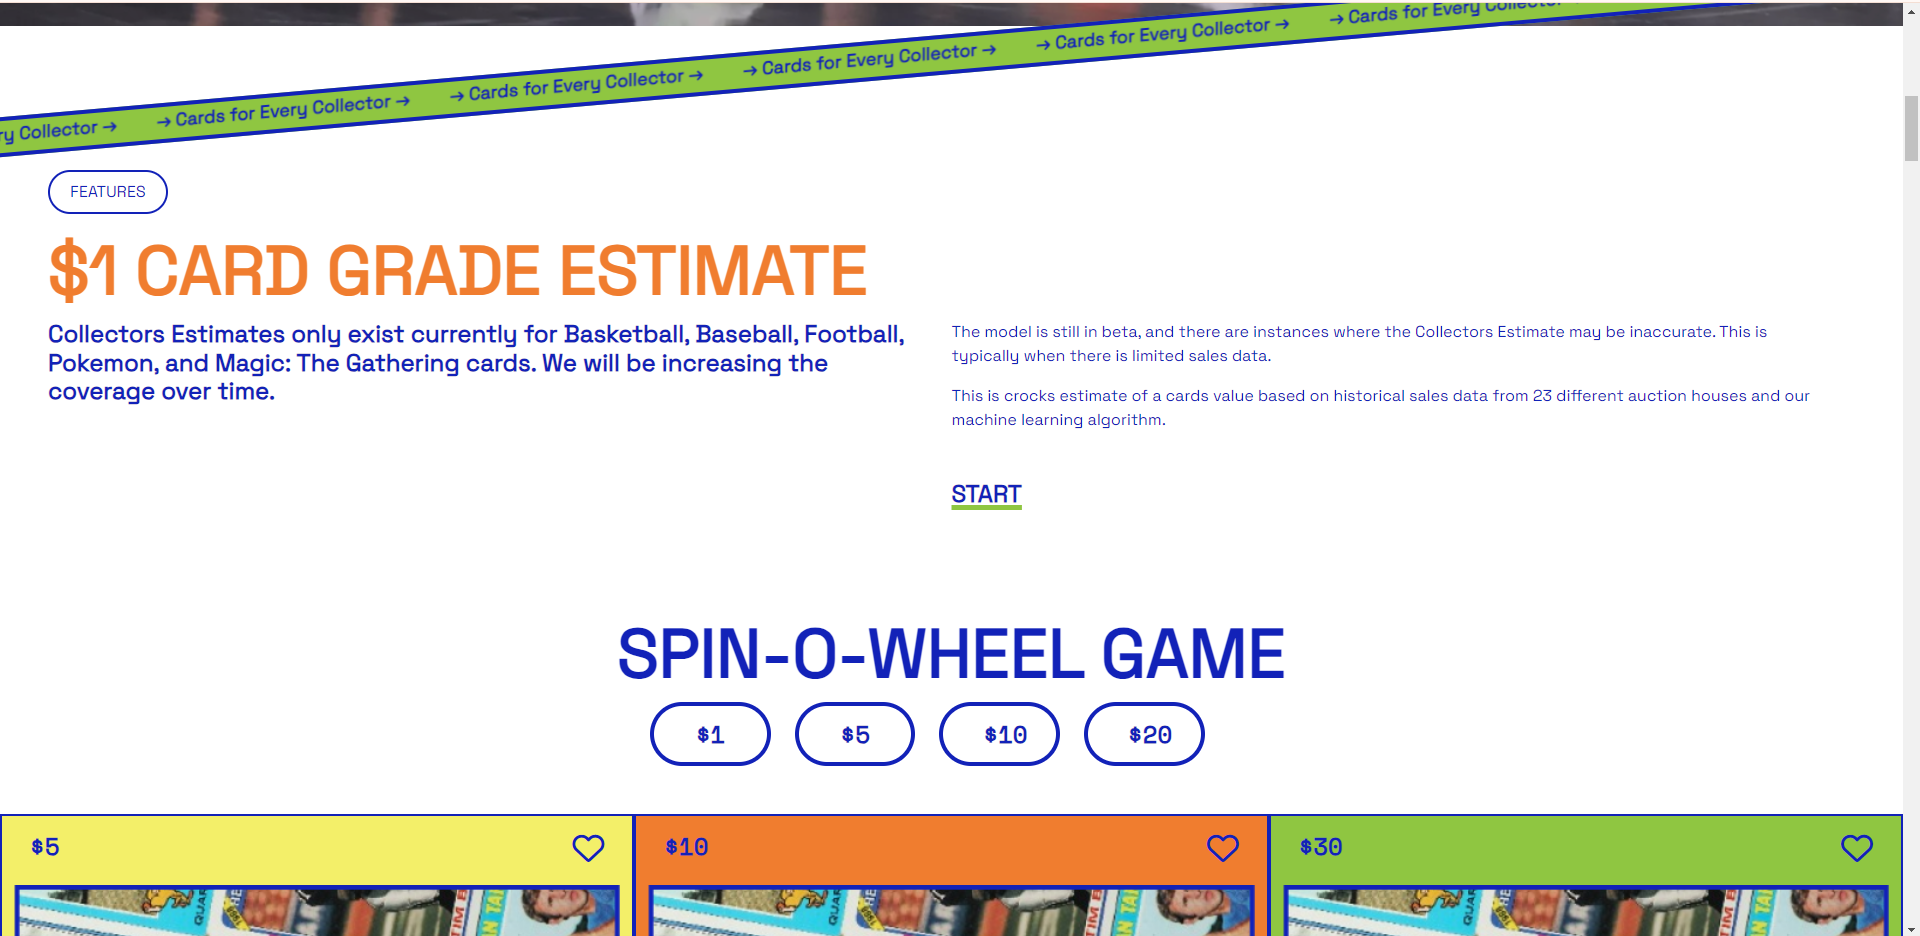 ry Collector → → Cards for Every Collector → → Cards for Every Collector → → Cards for Every Collector → → Cards for Every Collector → → Cards for Every Collector
FEATURES
$1 CARD GRADE ESTIMATE
Collectors Estimates only exist currently for Basketball, Baseball, Football,
Pokemon, and Magic: The Gathering cards. We will be increasing the
coverage over time.
The model is still in beta, and there are instances where the Collectors Estimate may be inaccurate. This is
typically when there is limited sales data.
This is crocks estimate of a cards value based on historical sales data from 23 different auction houses and our
machine learning algorithm.
START
SPIN-O-WHEEL GAME
$1 $5 $10 $20
$5 $10 $30